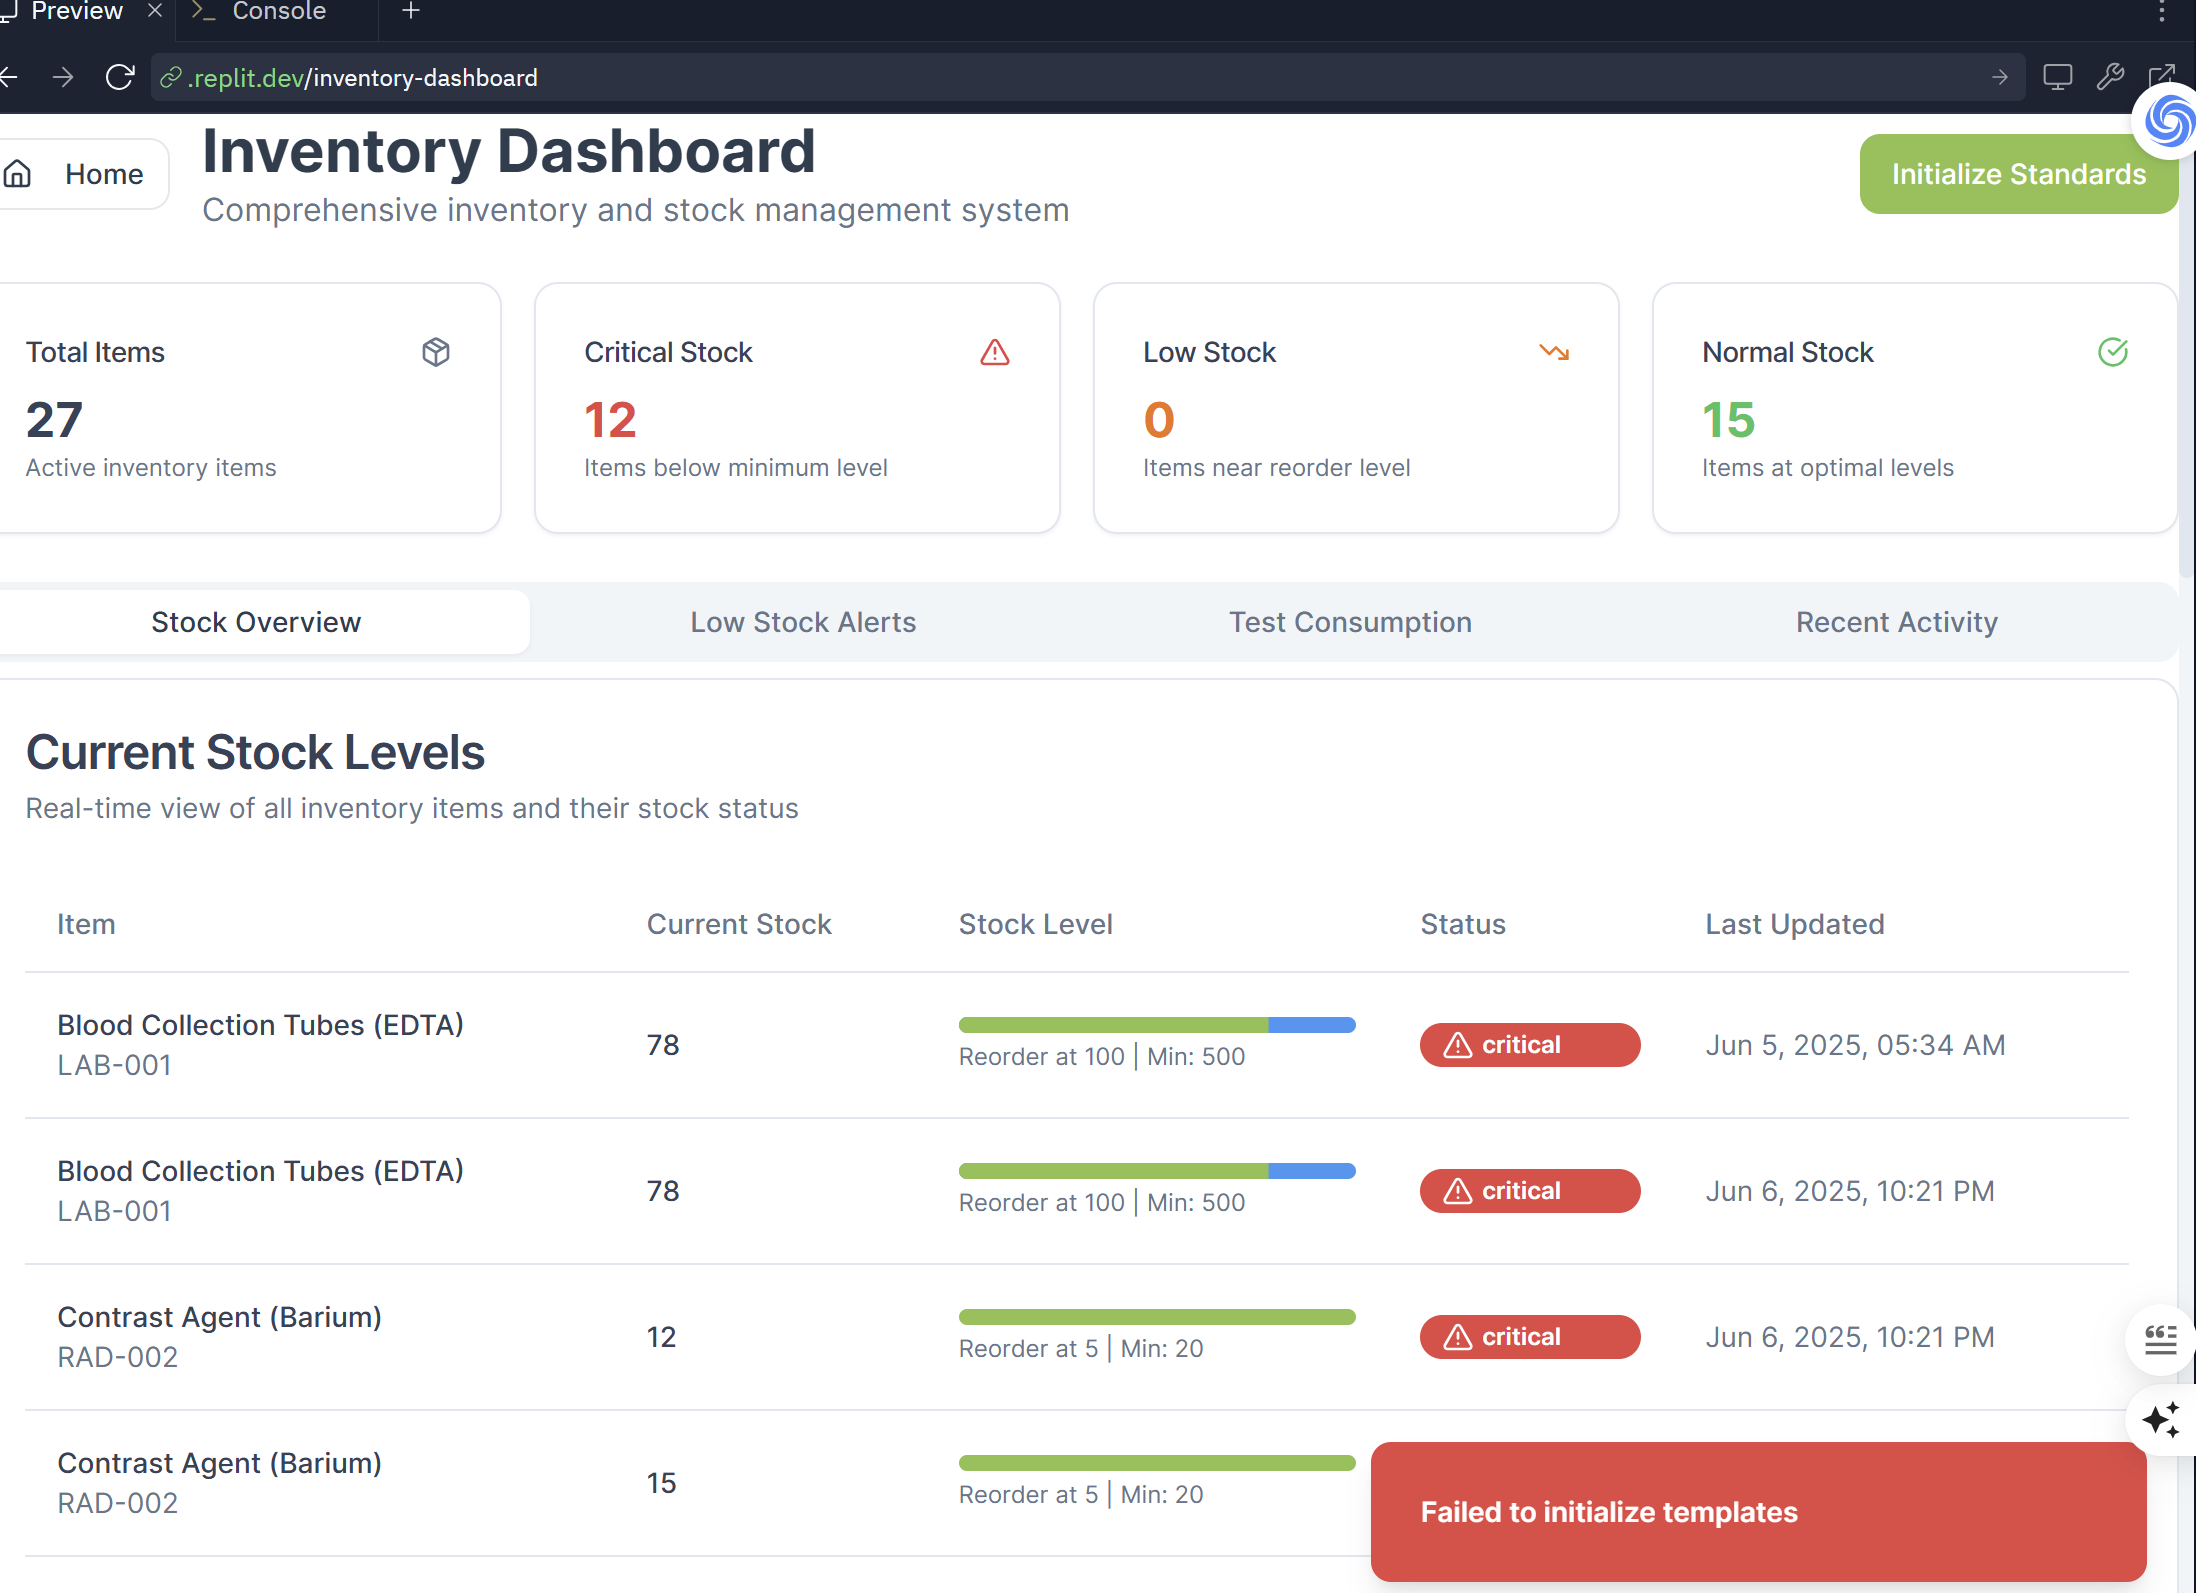 Preview
Console
.replit.dev/inventory-dashboard
Home
Inventory Dashboard
Comprehensive inventory and stock management system
Initialize Standards
Total Items
27
Active inventory items
Critical Stock
12
Items below minimum level
Low Stock
0
Items near reorder level
Normal Stock
15
Items at optimal levels
Stock Overview
Low Stock Alerts
Test Consumption
Recent Activity
Current Stock Levels
Real-time view of all inventory items and their stock status
Item
Current Stock
Stock Level
Status
Last Updated
Blood Collection Tubes (EDTA)
LAB-001
78
Reorder at 100 | Min: 500
critical
Jun 5, 2025, 05:34 AM
Blood Collection Tubes (EDTA)
LAB-001
78
Reorder at 100 | Min: 500
critical
Jun 6, 2025, 10:21 PM
Contrast Agent (Barium)
RAD-002
12
Reorder at 5 | Min: 20
critical
Jun 6, 2025, 10:21 PM
Contrast Agent (Barium)
RAD-002
15
Reorder at 5 | Min: 20
Failed to initialize templates